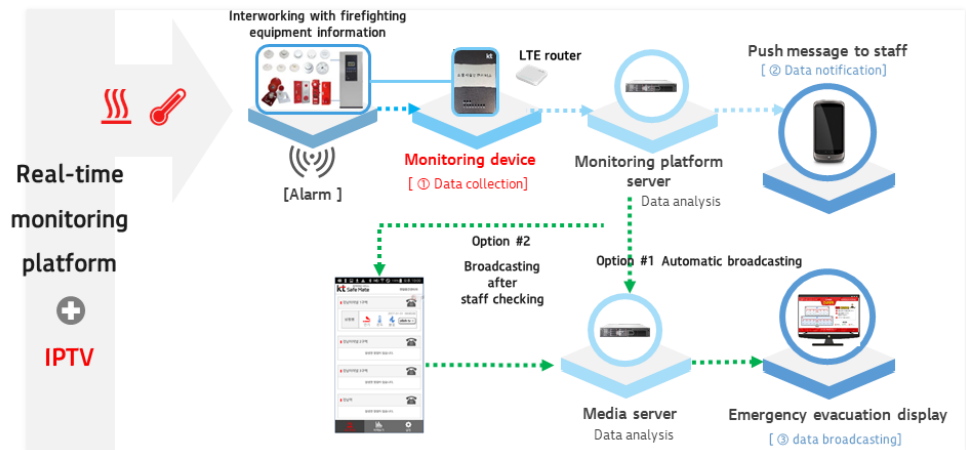 Interworking with firefighting
equipment information
kt
LTE router
Push message to staff
[ ② Data notification]
Real-time
monitoring
platform
IPTV
[Alarm ]
Monitoring device
[ ① Data collection]
Monitoring platform
server
Data analysis
Option #2
Broadcasting
after
staff checking
Option #1 Automatic broadcasting
kt Safe Mate
Media server
Data analysis
Emergency evacuation display
[ ③ data broadcasting]